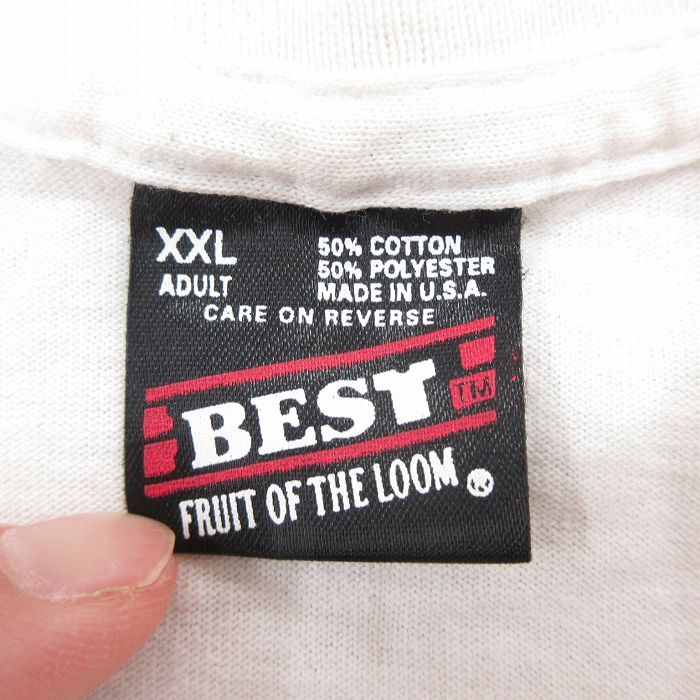 XXL
ADULT
50% COTTON
50% POLYESTER
MADE IN U.S.A.
CARE ON REVERSE
BEST TM
FRUIT OF THE LOOM ®